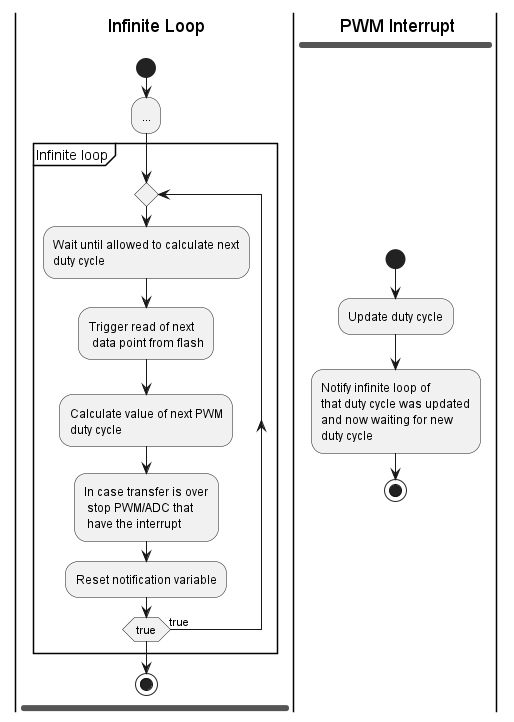 Infinite Loop
PWM Interrupt
...
Infinite loop
Wait until allowed to calculate next
duty cycle
Trigger read of next
data point from flash
Calculate value of next PWM
duty cycle
In case transfer is over
stop PWM/ADC that
have the interrupt
Reset notification variable
true
true
Update duty cycle
Notify infinite loop of
that duty cycle was updated
and now waiting for new
duty cycle